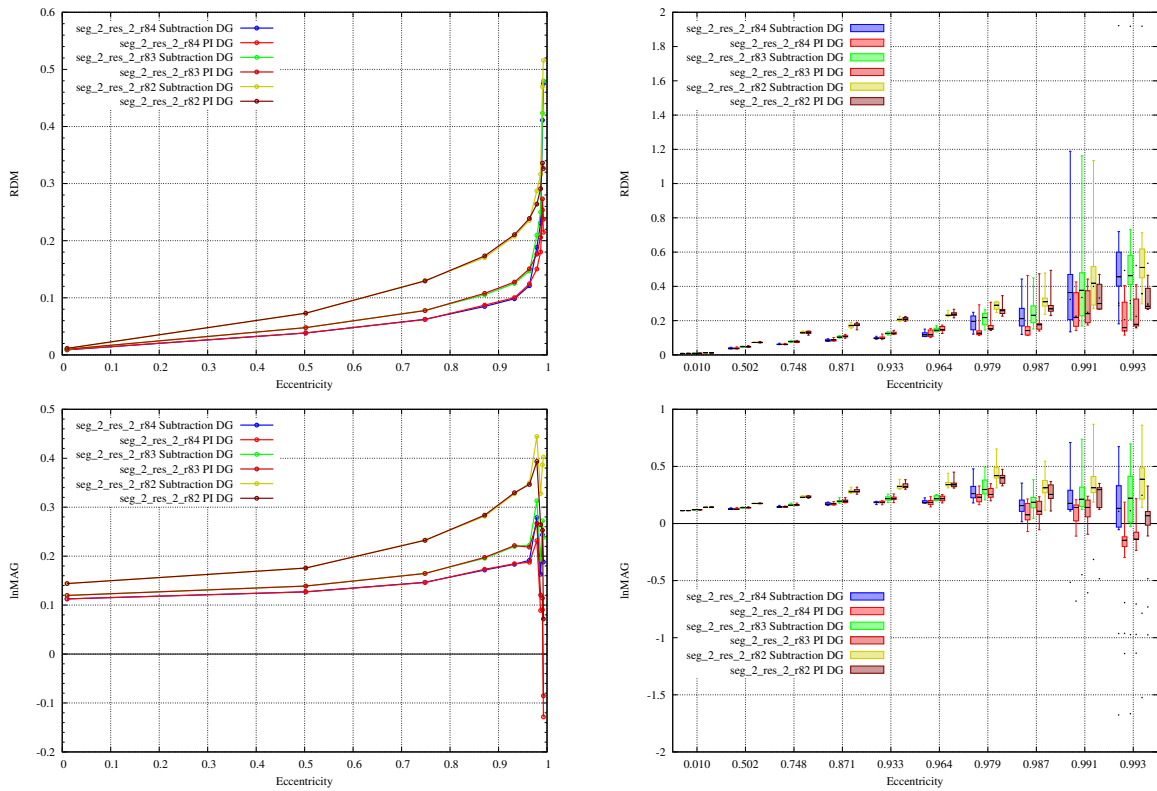 0.6
0.5
0.4
0.3
0.2
0.1
0
RDM
seg_2_res_2_r84 Subtraction DG
seg_2_res_2_r84 PI DG
seg_2_res_2_r83 Subtraction DG
seg_2_res_2_r83 PI DG
seg_2_res_2_r82 Subtraction DG
seg_2_res_2_r82 PI DG
0 0.1 0.2 0.3 0.4 0.5 0.6 0.7 0.8 0.9 1
Eccentricity
2
1.8
1.6
1.4
1.2
1
0.8
0.6
0.4
0.2
0
RDM
seg_2_res_2_r84 Subtraction DG
seg_2_res_2_r84 PI DG
seg_2_res_2_r83 Subtraction DG
seg_2_res_2_r83 PI DG
seg_2_res_2_r82 Subtraction DG
seg_2_res_2_r82 PI DG
0.010 0.502 0.748 0.871 0.933 0.964 0.979 0.987 0.991 0.993
Eccentricity
0.5
0.4
0.3
0.2
0.1
0
-0.1
-0.2
lnMAG
seg_2_res_2_r84 Subtraction DG
seg_2_res_2_r84 PI DG
seg_2_res_2_r83 Subtraction DG
seg_2_res_2_r83 PI DG
seg_2_res_2_r82 Subtraction DG
seg_2_res_2_r82 PI DG
0 0.1 0.2 0.3 0.4 0.5 0.6 0.7 0.8 0.9 1
Eccentricity
1
0.5
0
-0.5
-1
-1.5
-2
lnMAG
seg_2_res_2_r84 Subtraction DG
seg_2_res_2_r84 PI DG
seg_2_res_2_r83 Subtraction DG
seg_2_res_2_r83 PI DG
seg_2_res_2_r82 Subtraction DG
seg_2_res_2_r82 PI DG
0.010 0.502 0.748 0.871 0.933 0.964 0.979 0.987 0.991 0.993
Eccentricity